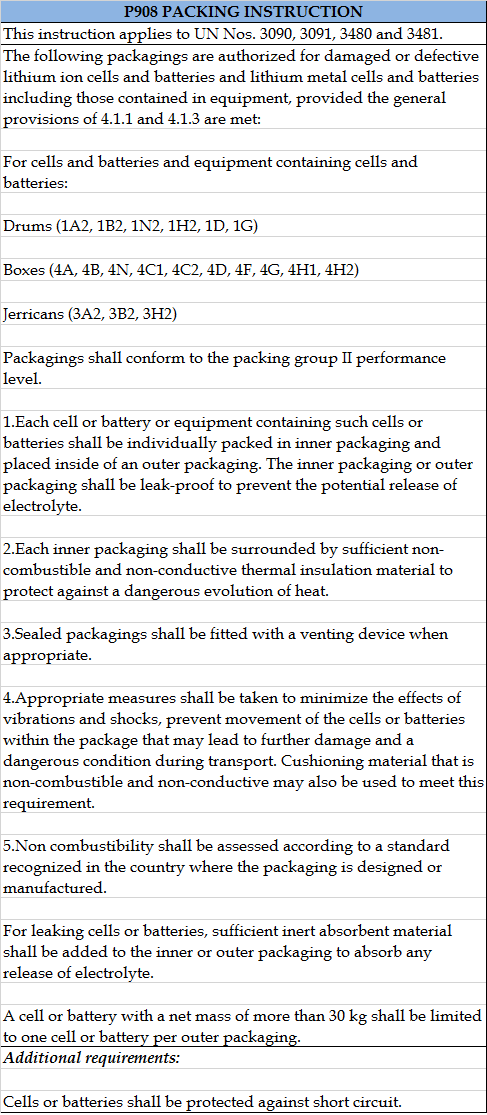 P908 PACKING INSTRUCTION
This instruction applies to UN Nos. 3090, 3091, 3480 and 3481.
The following packagings are authorized for damaged or defective
lithium ion cells and batteries and lithium metal cells and batteries
including those contained in equipment, provided the general
provisions of 4.1.1 and 4.1.3 are met:
For cells and batteries and equipment containing cells and
batteries:
Drums (1A2, 1B2, 1N2, 1H2, 1D, 1G)
Boxes (4A, 4B, 4N, 4C1, 4C2, 4D, 4F, 4G, 4H1, 4H2)
Jerricans (3A2, 3B2, 3H2)
Packagings shall conform to the packing group II performance
level.
1.Each cell or battery or equipment containing such cells or
batteries shall be individually packed in inner packaging and
placed inside of an outer packaging. The inner packaging or outer
packaging shall be leak-proof to prevent the potential release of
electrolyte.
2.Each inner packaging shall be surrounded by sufficient non-
combustible and non-conductive thermal insulation material to
protect against a dangerous evolution of heat.
3.Sealed packagings shall be fitted with a venting device when
appropriate.
4.Appropriate measures shall be taken to minimize the effects of
vibrations and shocks, prevent movement of the cells or batteries
within the package that may lead to further damage and a
dangerous condition during transport. Cushioning material that is
non-combustible and non-conductive may also be used to meet this
requirement.
5.Non combustibility shall be assessed according to a standard
recognized in the country where the packaging is designed or
manufactured.
For leaking cells or batteries, sufficient inert absorbent material
shall be added to the inner or outer packaging to absorb any
release of electrolyte.
A cell or battery with a net mass of more than 30 kg shall be limited
to one cell or battery per outer packaging.
Additional requirements:
Cells or batteries shall be protected against short circuit.